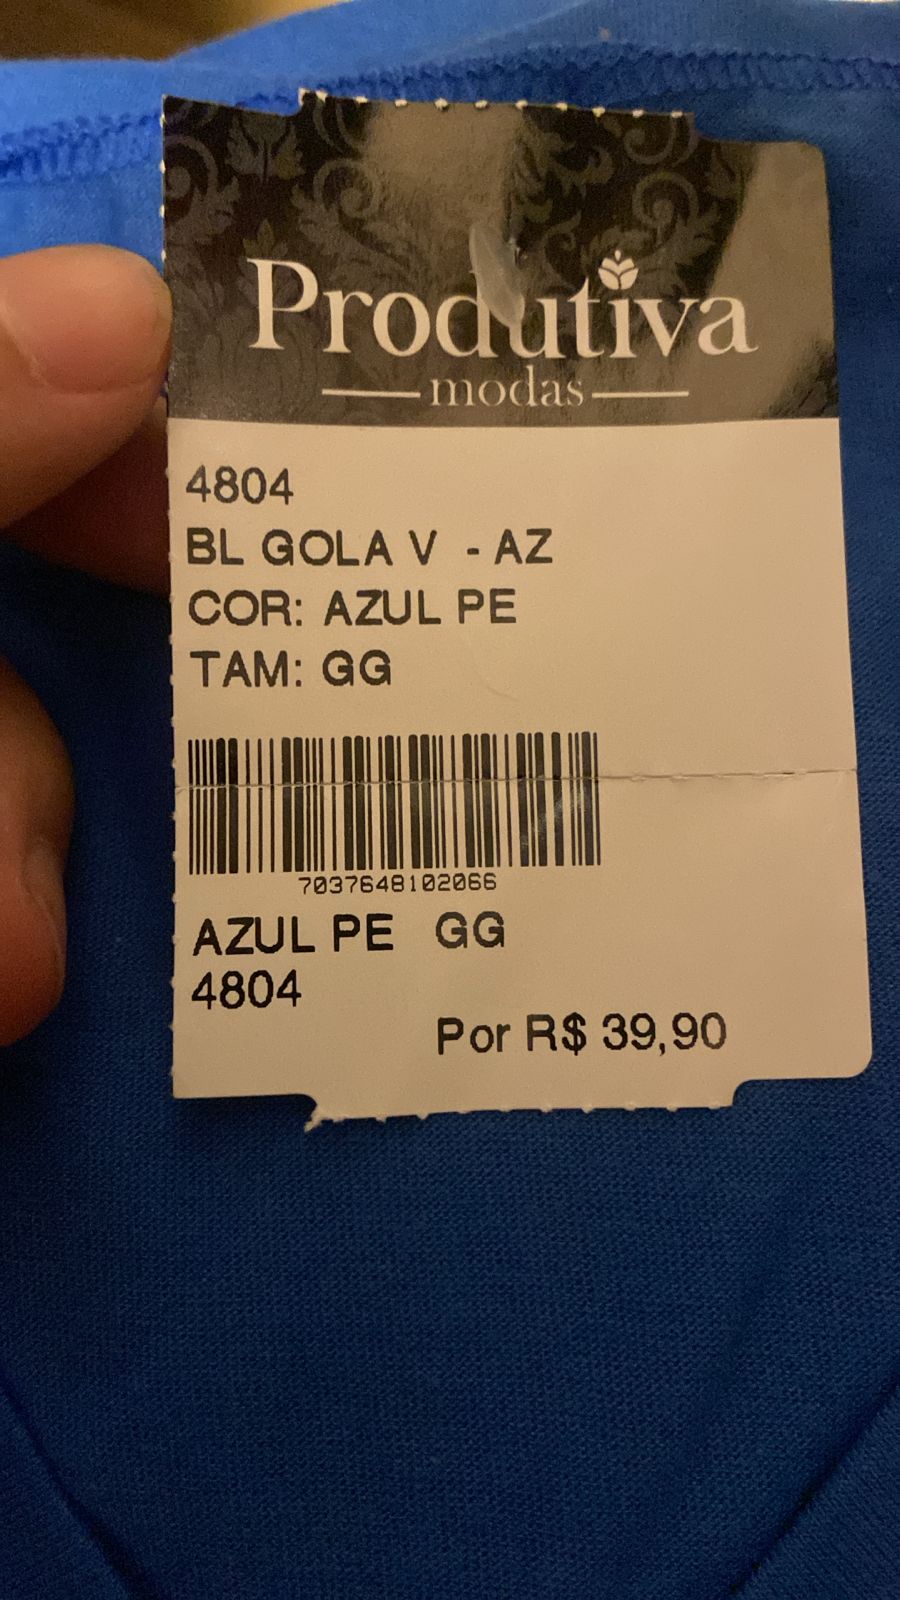 Produtiva
modas
4804
BL GOLA V - AZ
COR: AZUL PE
TAM: GG
7037648102066
AZUL PE GG
4804
Por R$ 39,90